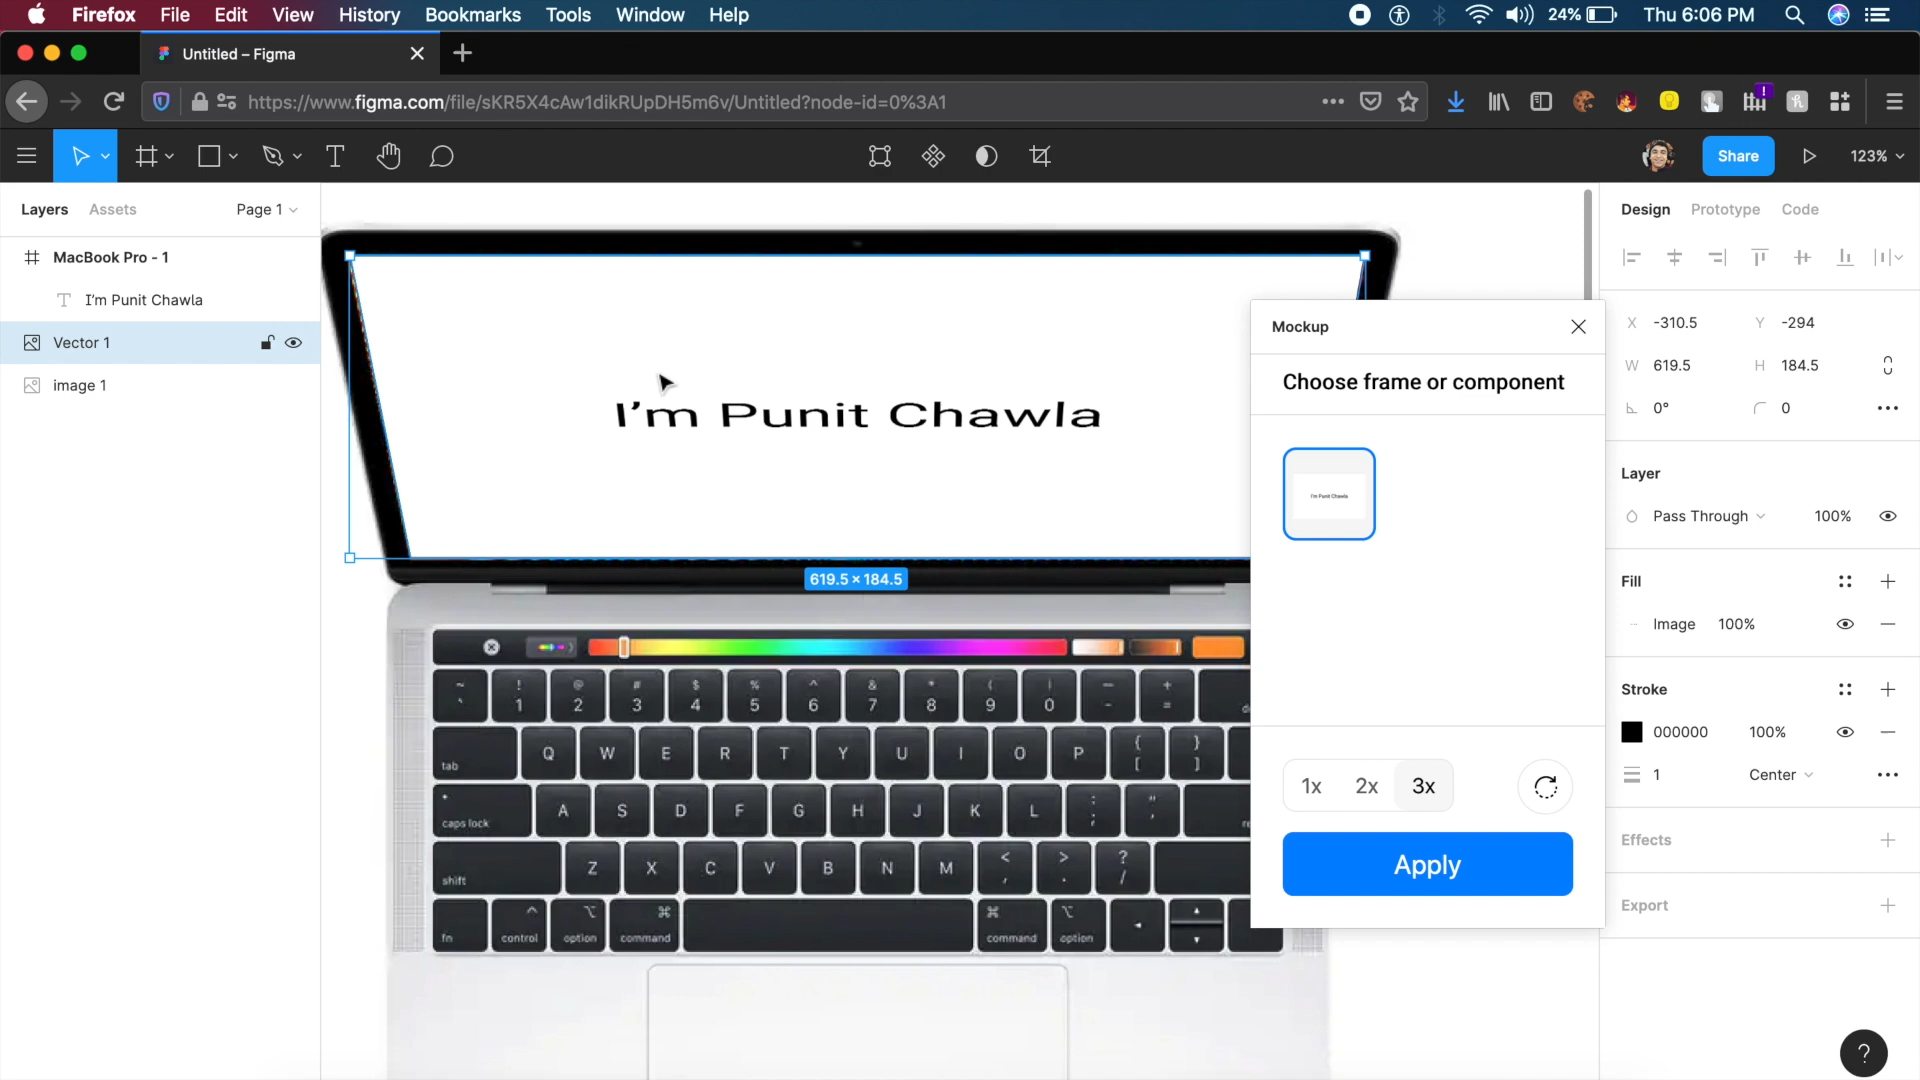 Firefox File Edit View History Bookmarks Tools Window Help 24% Thu 6:06 PM
Untitled – Figma
https://www.figma.com/file/sKR5X4cAw1dikRUpDH5m6v/Untitled?node-id=0%3A1
Share 123%
Layers Assets Page 1
Design Prototype Code
MacBook Pro - 1
I'm Punit Chawla
Vector 1
image 1
I'm Punit Chawla
619.5 × 184.5
Mockup
Choose frame or component
I'm Punit Chawla
1x 2x 3x
Apply
X -310.5 Y -294
W 619.5 H 184.5
0° 0
Layer
Pass Through 100%
Fill
Image 100%
Stroke
000000 100%
1 Center
Effects
Export
~ ! @ # $ % ^ & * ( ) — +
` 1 2 3 4 5 6 7 8 9 0 - =
tab Q W E R T Y U I O P { [ } ]
caps lock A S D F G H J K L : ; " '
shift Z X C V B N M < , > . ? /
fn control option command command option
?